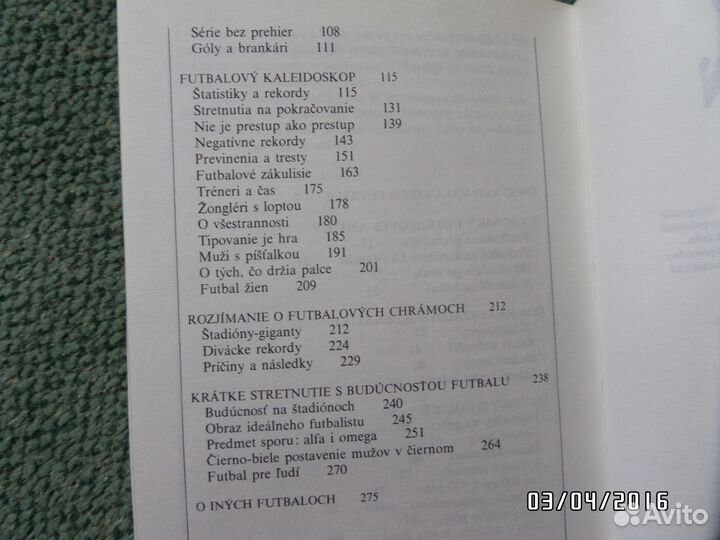 Série bez prehier 108
Góly a brankári 111
FUTBALOVÝ KALEIDOSKOP 115
Štatistiky a rekordy 115
Stretnutia na pokračovanie 131
Nie je prestup ako prestup 139
Negatívne rekordy 143
Previnenia a tresty 151
Futbalové zákulisie 163
Tréneri a čas 175
Žongléri s loptou 178
O všestrannosti 180
Tipovanie je hra 185
Muži s píšťalkou 191
O tých, čo držia palce 201
Futbal žien 209
ROZJÍMANIE O FUTBALOVÝCH CHRÁMOCH 212
Štadióny-giganty 212
Divácke rekordy 224
Príčiny a následky 229
KRÁTKE STRETNUTIE S BUDÚCNOSŤOU FUTBALU 238
Budúcnosť na štadiónoch 240
Obraz ideálneho futbalistu 245
Predmet sporu: alfa i omega 251
Čierno-biele postavenie mužov v čiernom 264
Futbal pre ľudí 270
O INÝCH FUTBALOCH 275
03/04/2016
Avito